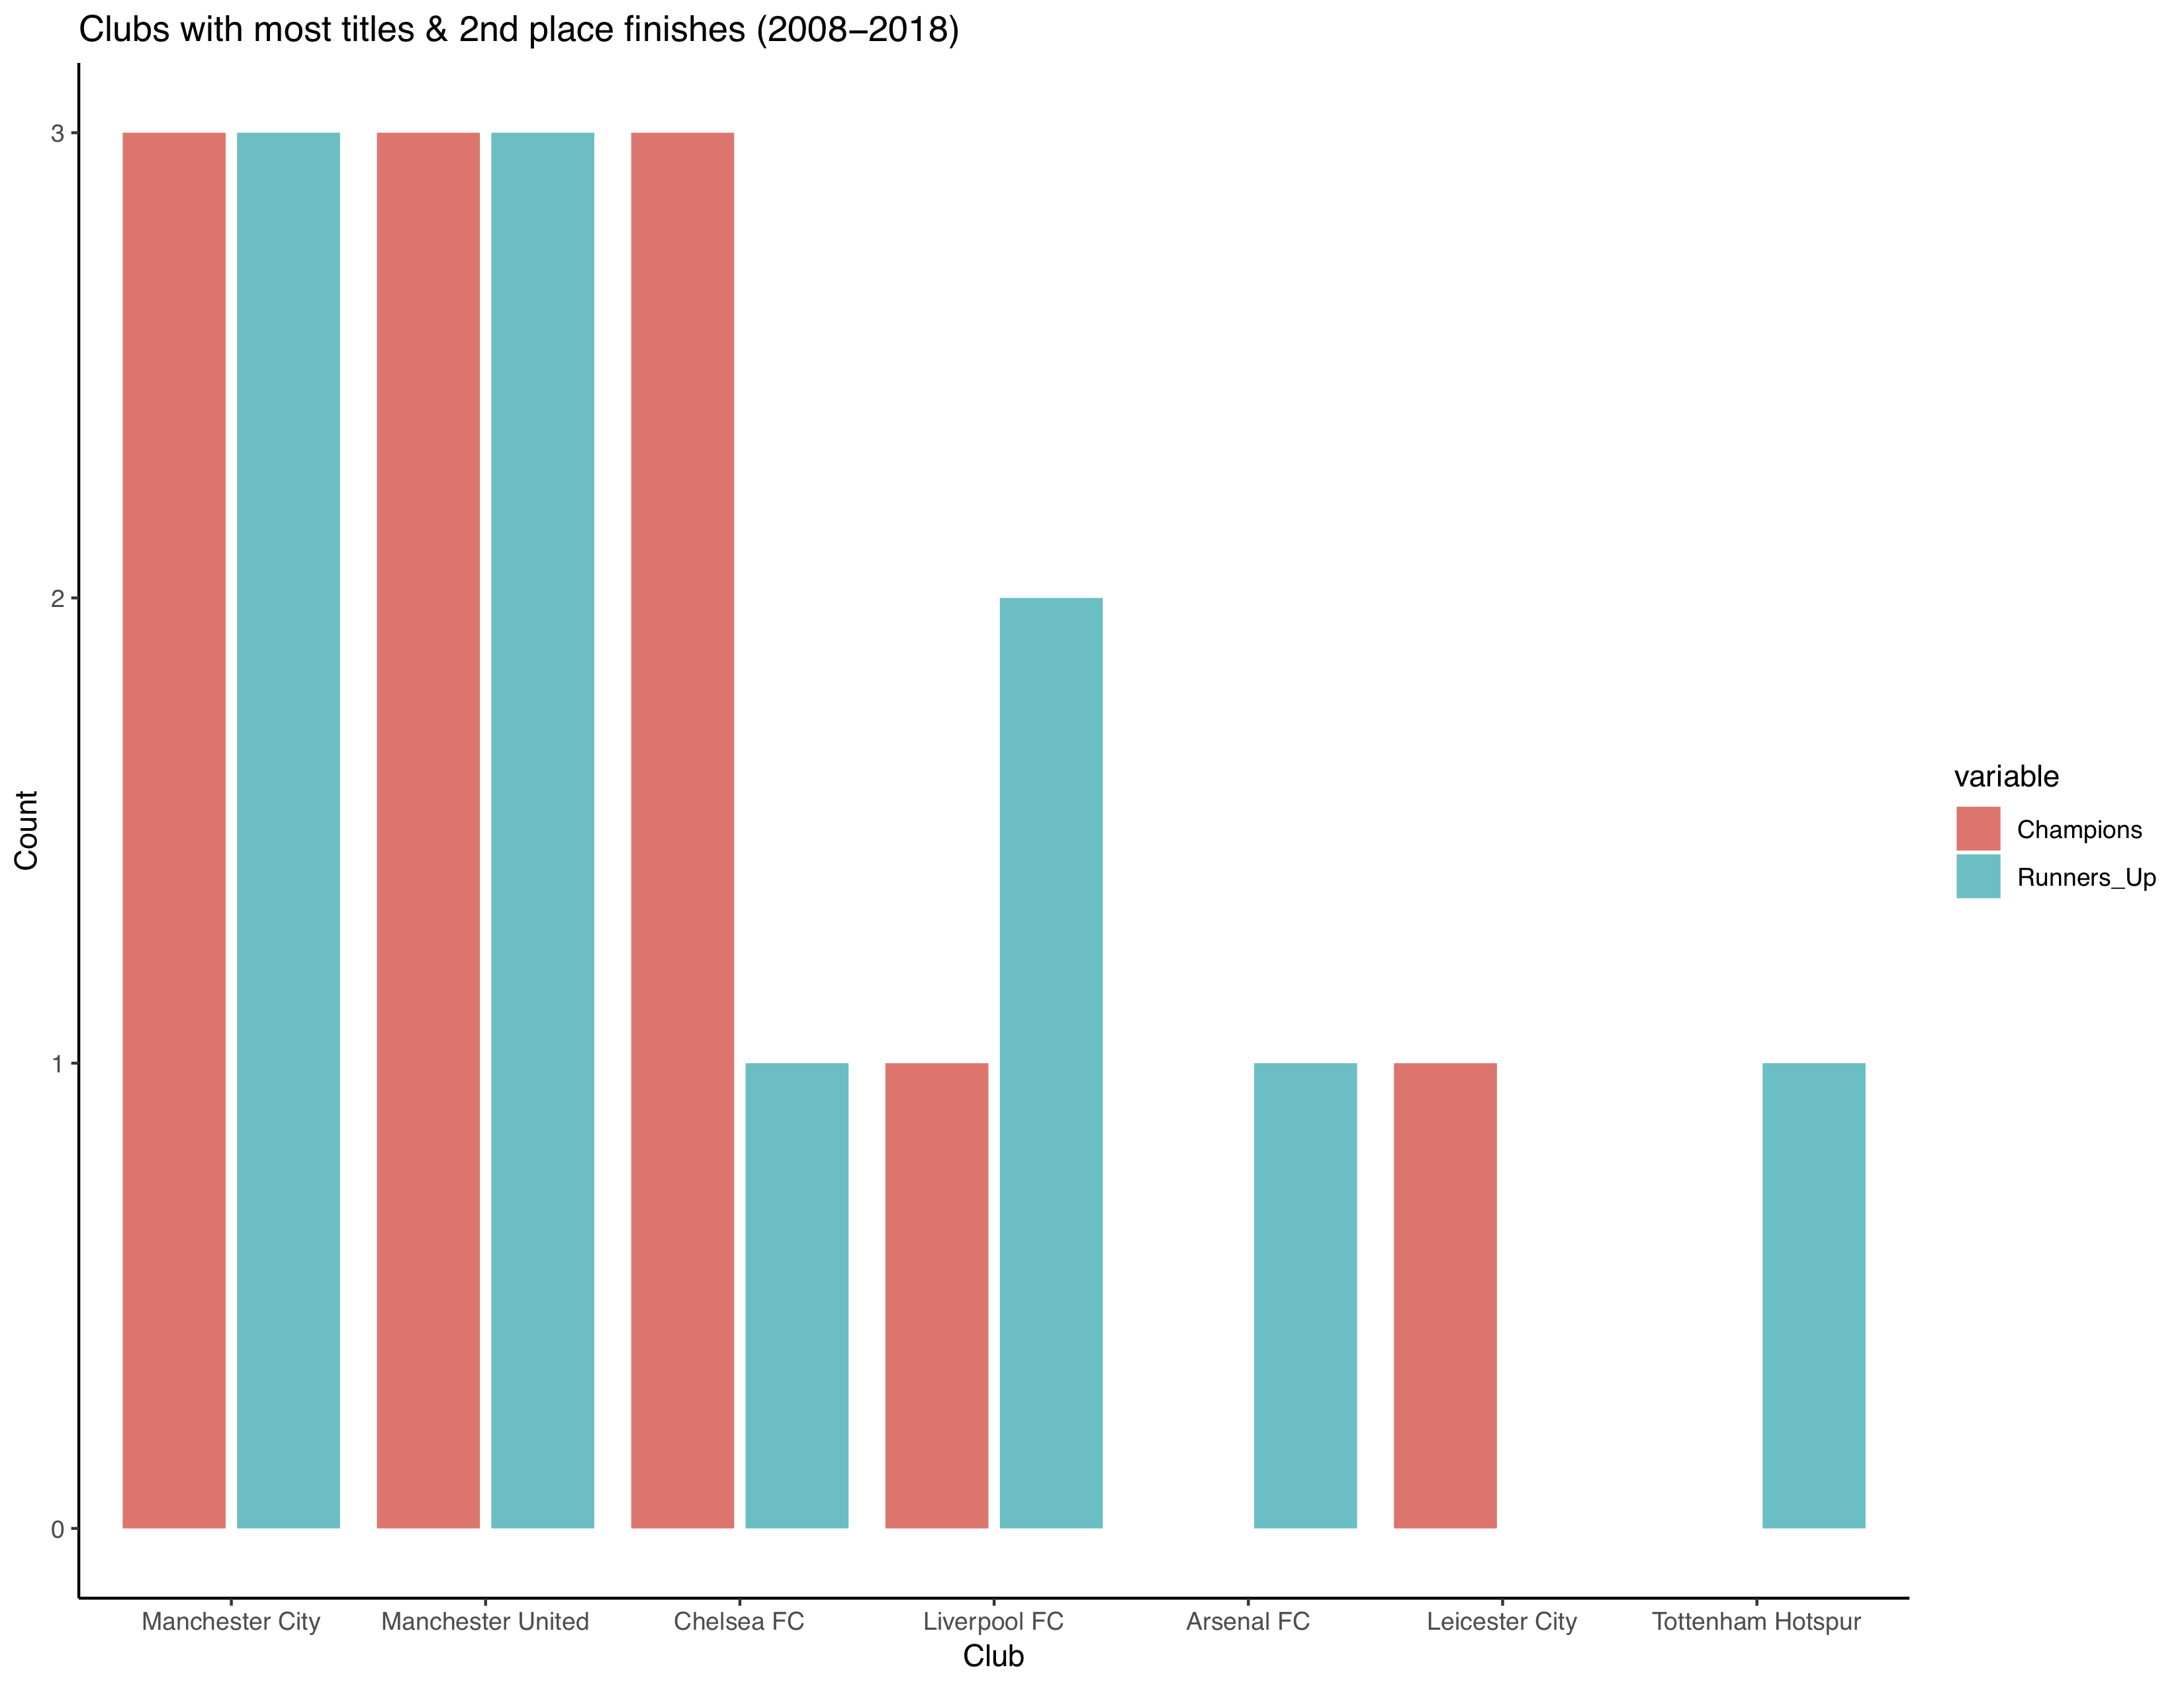 Clubs with most titles & 2nd place finishes (2008−2018)
3
2
1
0
Count
Manchester City
Manchester United
Chelsea FC
Liverpool FC
Arsenal FC
Leicester City
Tottenham Hotspur
Club
variable
Champions
Runners_Up